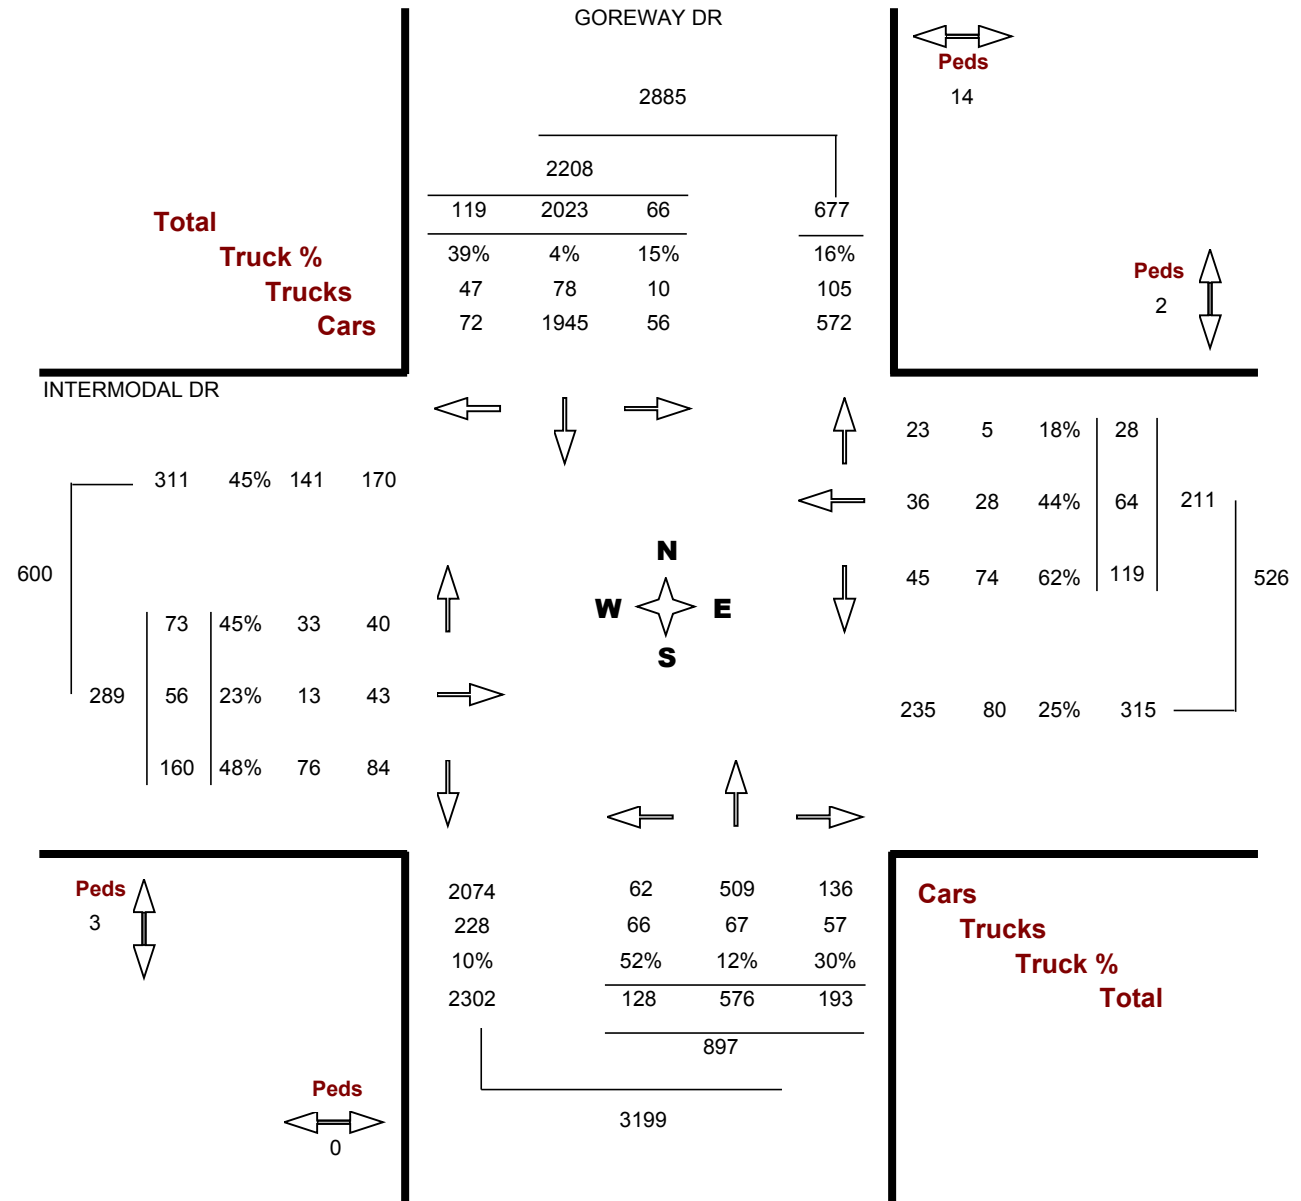 GOREWAY DR
Peds
14
2885
2208
119 2023 66 677
Total
39% 4% 15% 16%
Truck %
47 78 10 105
Trucks
72 1945 56 572
Cars
Peds
2
INTERMODAL DR
23 5 18% 28
311 45% 141 170
36 28 44% 64 211
N
600
45 74 62% 119 526
W E
73 45% 33 40
S
289 56 23% 13 43
235 80 25% 315
160 48% 76 84
Peds
3
2074 62 509 136
Cars
228 66 67 57
Trucks
10% 52% 12% 30%
Truck %
2302 128 576 193
Total
897
Peds
0
3199